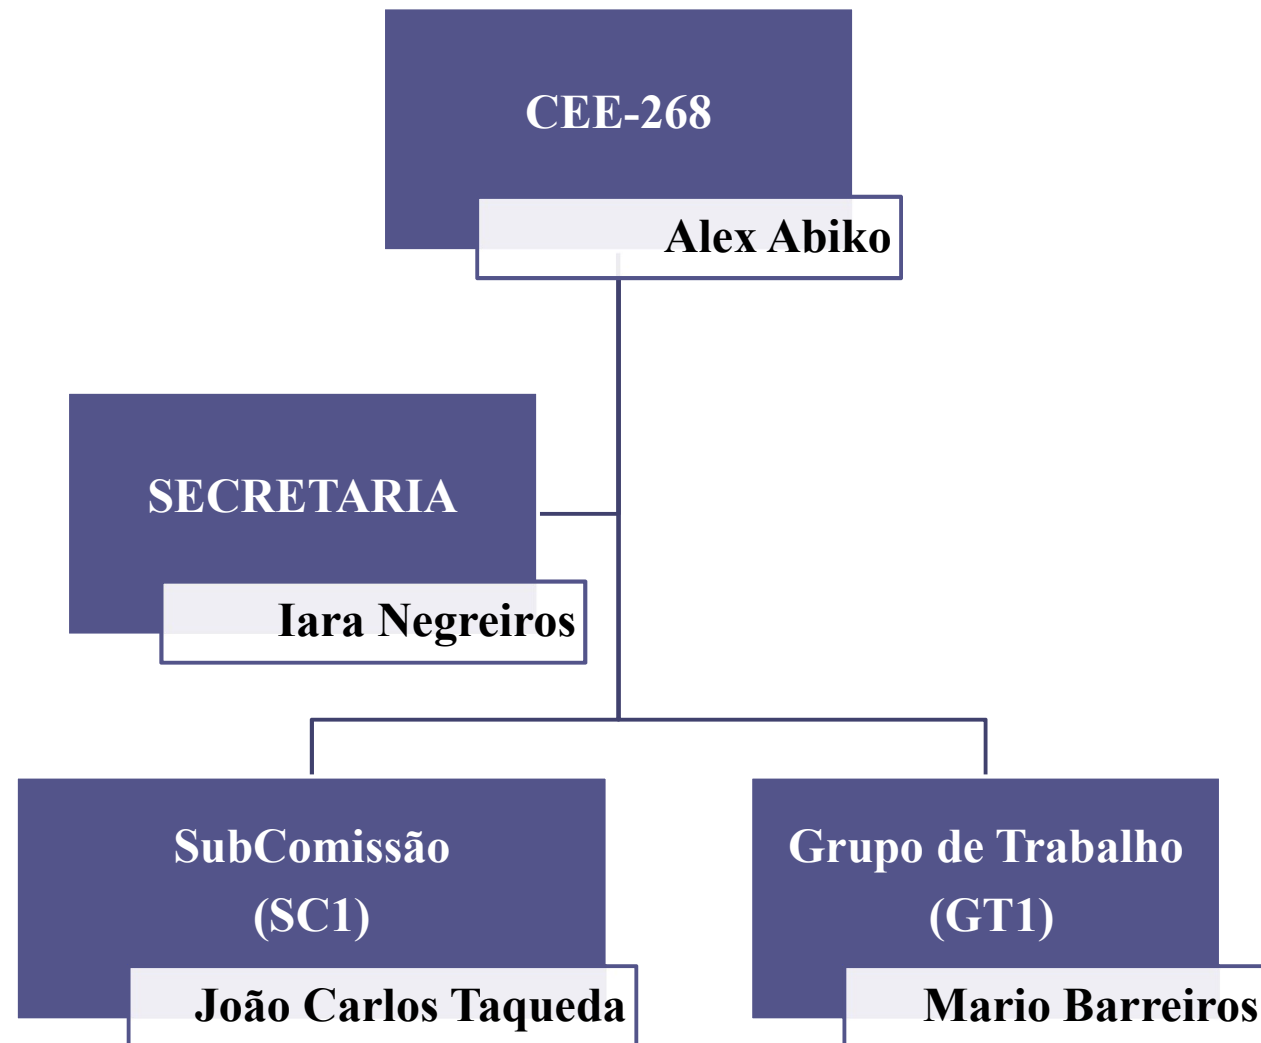 CEE-268
Alex Abiko
SECRETARIA
Iara Negreiros
SubComissão
(SC1)
João Carlos Taqueda
Grupo de Trabalho
(GT1)
Mario Barreiros